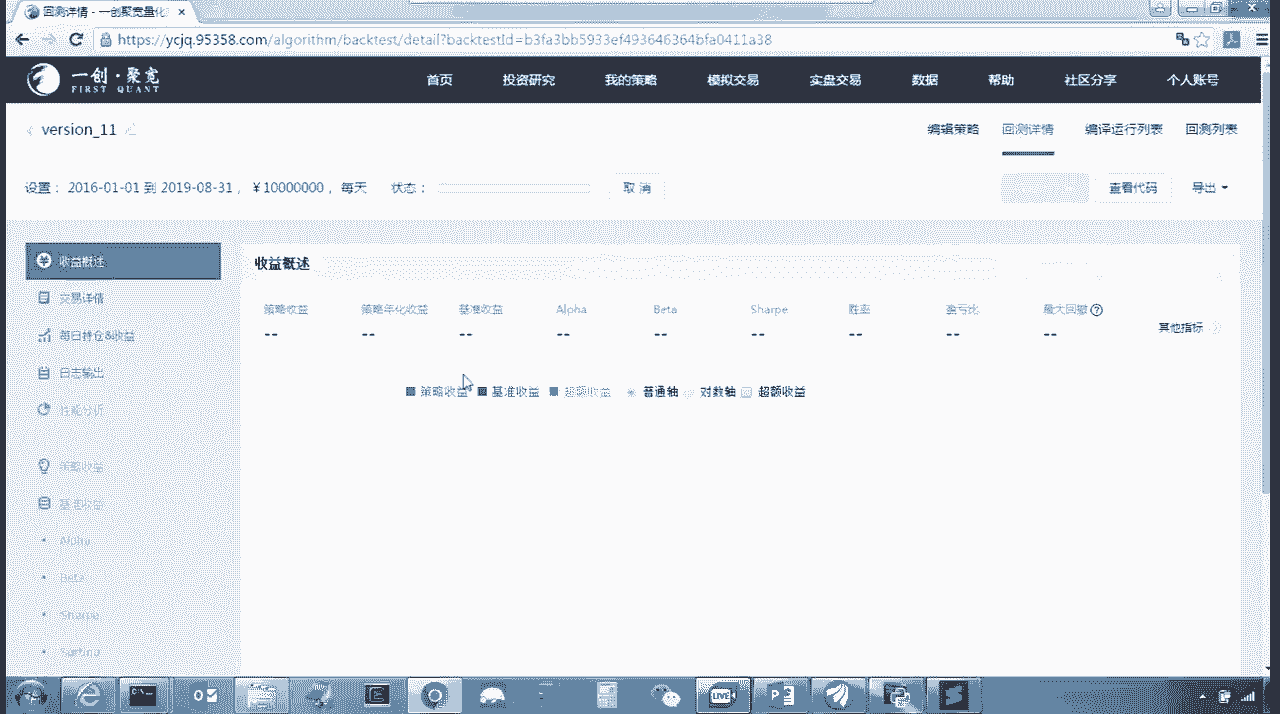 回测详情 - 一创聚宽量化
https://ycjq.95358.com/algorithm/backtest/detail?backtestId=b3fa3bb5933ef493646364bfa0411a38
一创·聚宽
FIRST QUANT
首页 投资研究 我的策略 模拟交易 实盘交易 数据 帮助 社区分享 个人账号
version_11
编辑策略 回测详情 编译运行列表 回测列表
设置： 2016-01-01 到 2019-08-31， ￥10000000， 每天 状态： 取消
查看代码 导出
收益概述
交易详情
每日持仓&收益
日志输出
性能分析
策略收益
基准收益
Alpha
Beta
Sharpe
Sortino
收益概述
策略收益 策略年化收益 基准收益 Alpha Beta Sharpe 胜率 盈亏比 最大回撤
-- -- -- -- -- -- -- -- --
其他指标
策略收益 基准收益 超额收益 普通轴 对数轴 超额收益
LIVE